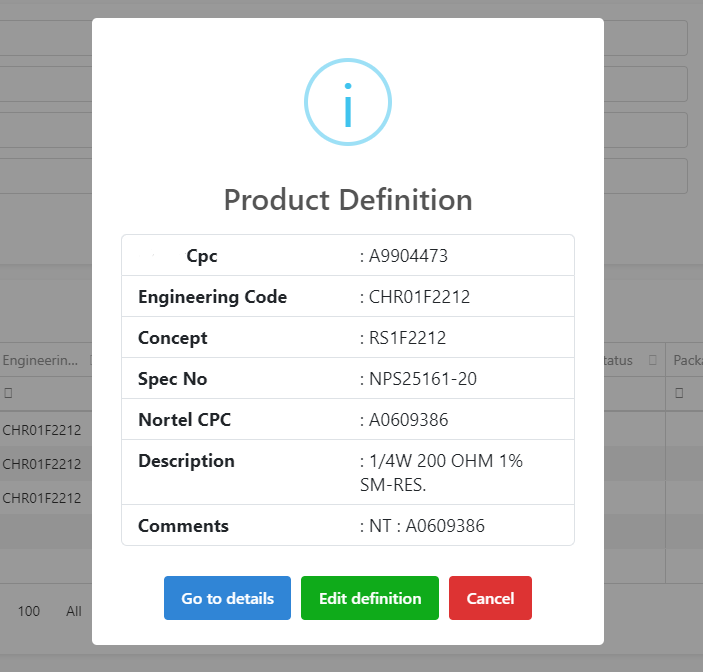 i
Product Definition
Cpc : A9904473
Engineering Code : CHR01F2212
Concept : RS1F2212
Spec No : NPS25161-20
Nortel CPC : A0609386
Description : 1/4W 200 OHM 1%
SM-RES.
Comments : NT : A0609386
Go to details Edit definition Cancel
Engineerin... tatus Packa
CHR01F2212
CHR01F2212
CHR01F2212
100 All